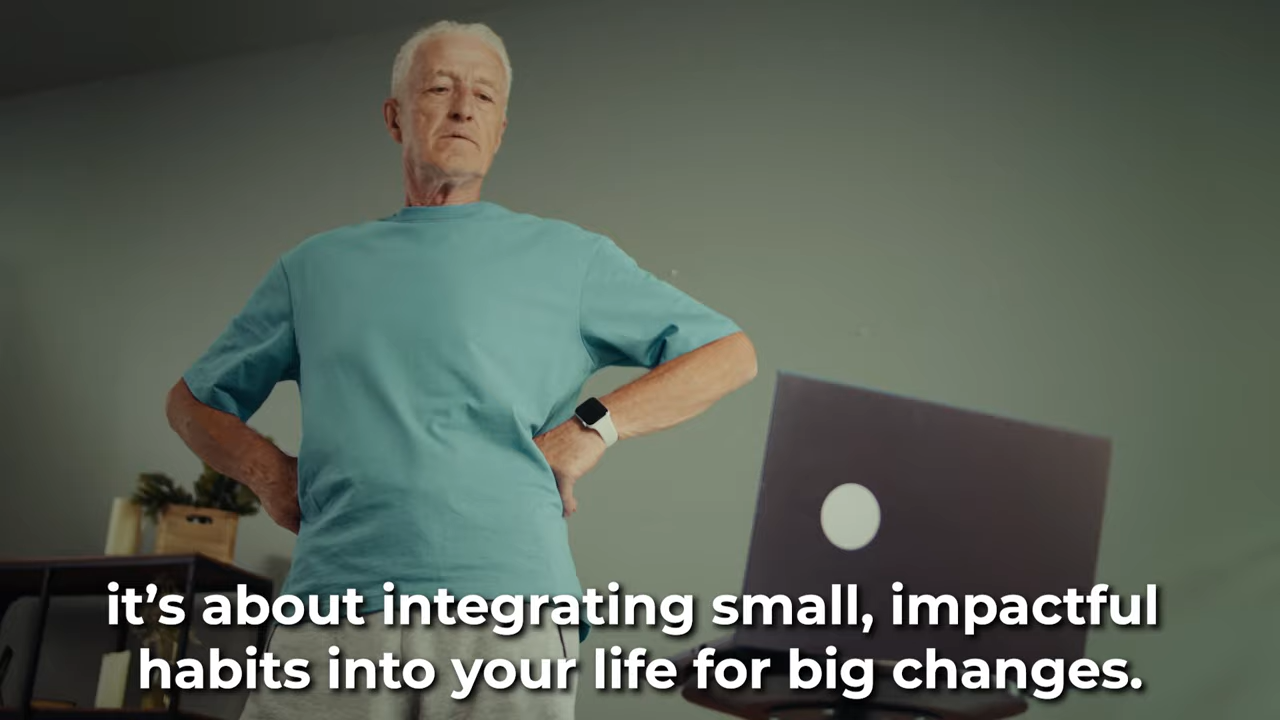 it’s about integrating small, impactful
habits into your life for big changes.